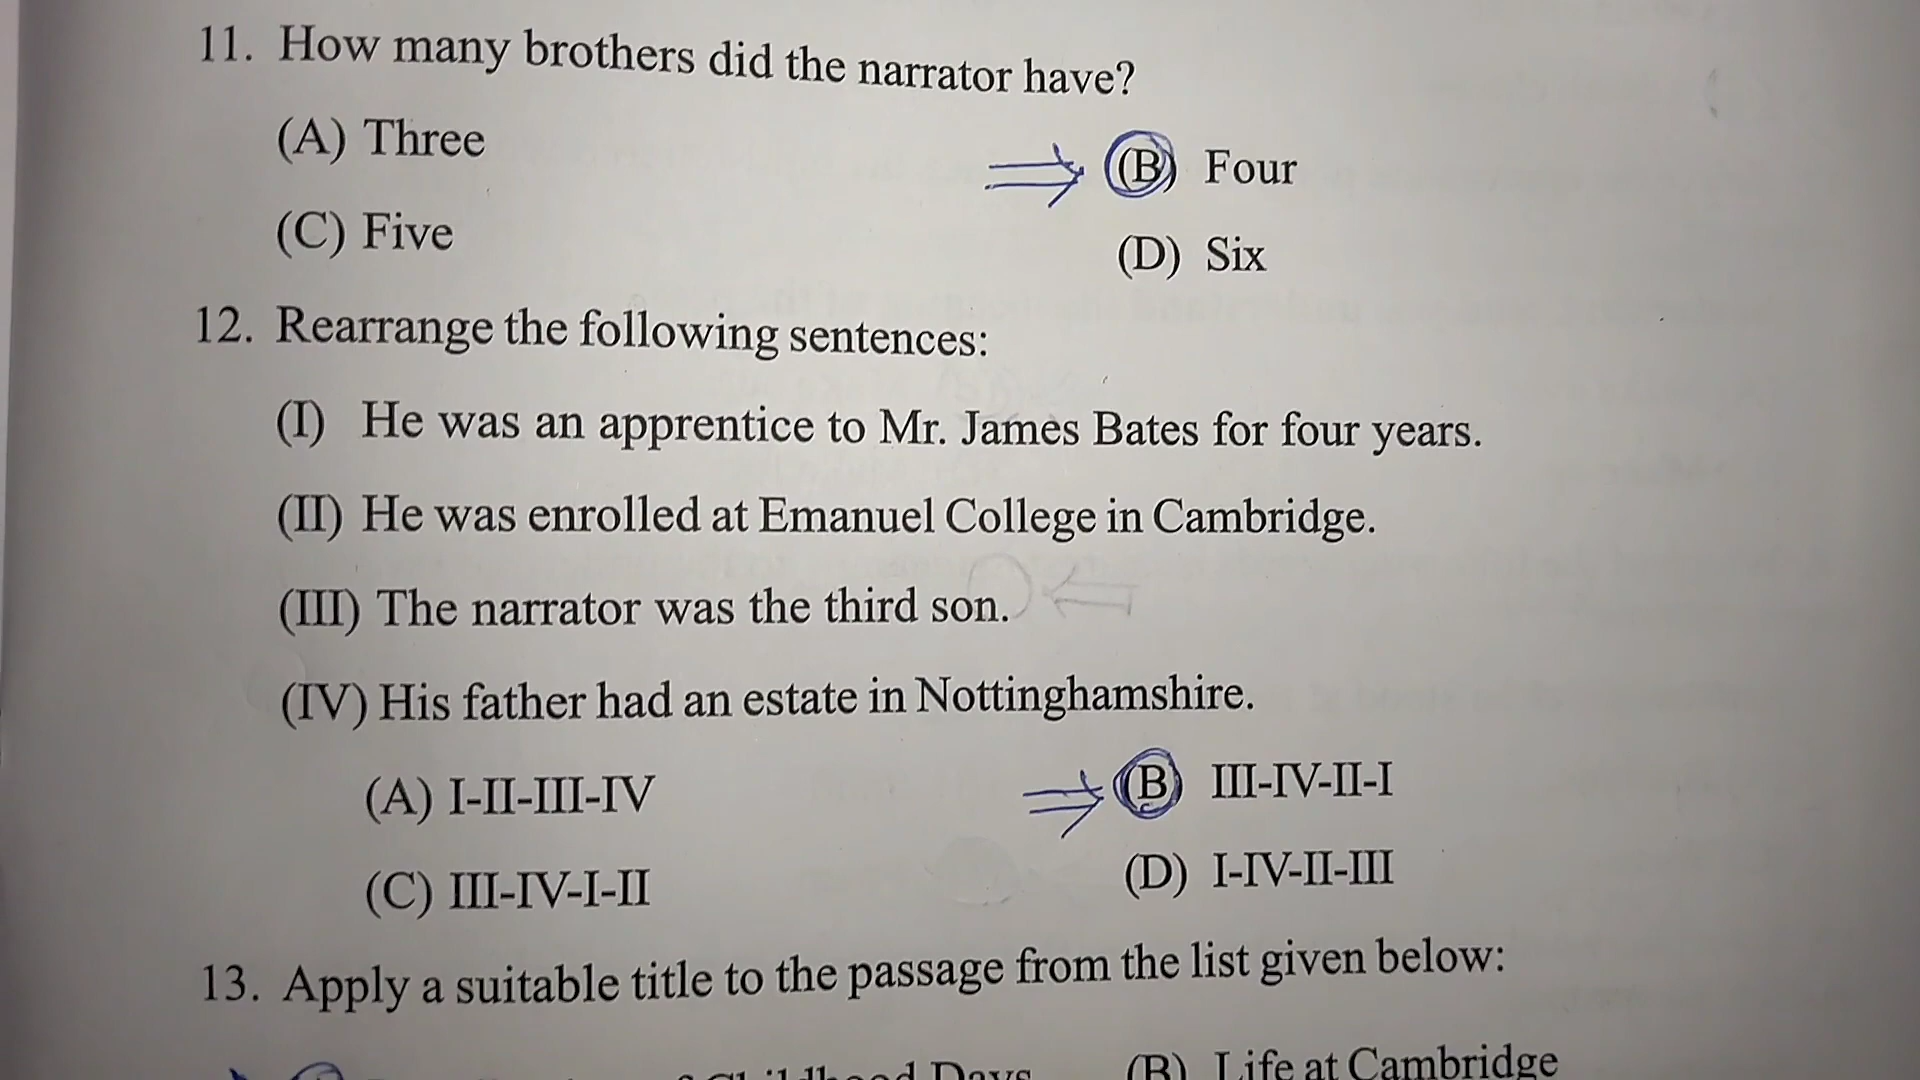 11. How many brothers did the narrator have?
(A) Three
(B) Four
(C) Five
(D) Six
12. Rearrange the following sentences:
(I) He was an apprentice to Mr. James Bates for four years.
(II) He was enrolled at Emanuel College in Cambridge.
(III) The narrator was the third son.
(IV) His father had an estate in Nottinghamshire.
(A) I-II-III-IV
(B) III-IV-II-I
(C) III-IV-I-II
(D) I-IV-II-III
13. Apply a suitable title to the passage from the list given below:
Childhood Days
(B) Life at Cambridge